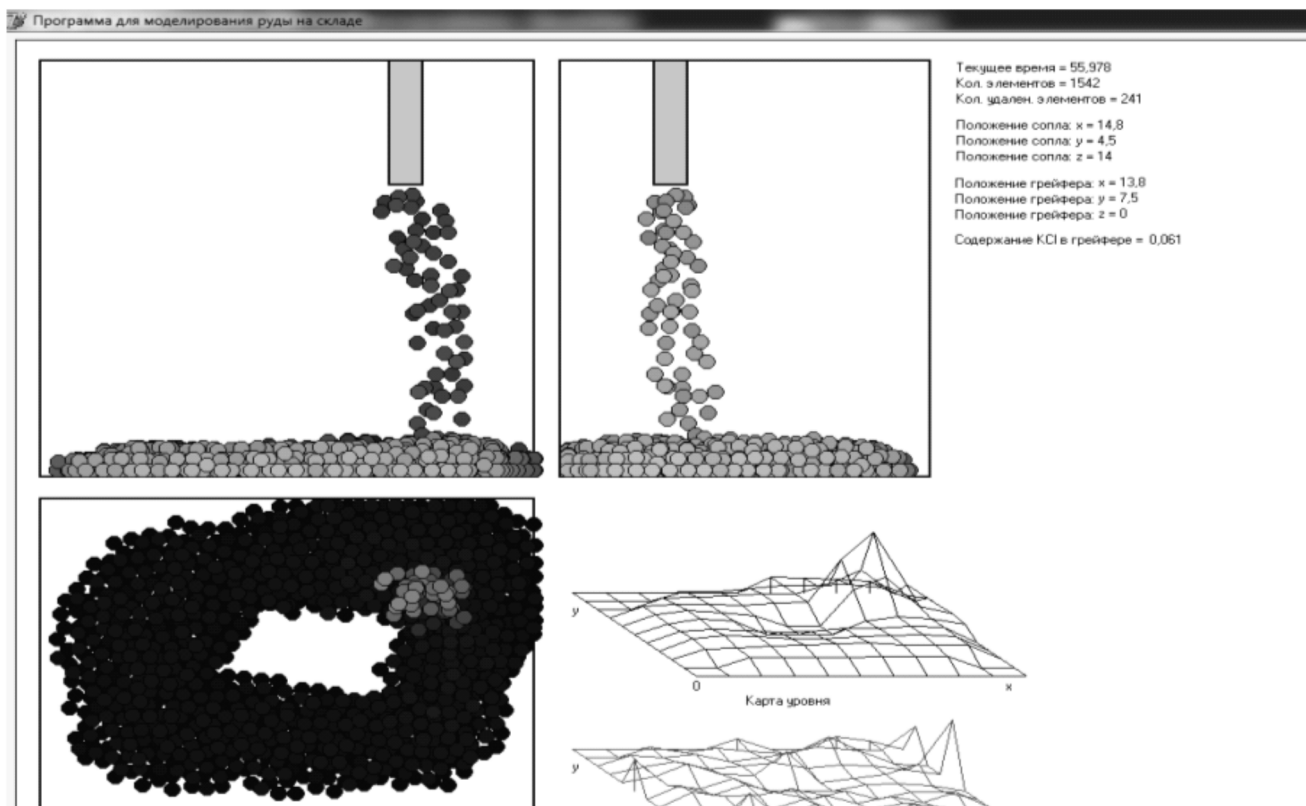 Программа для моделирования руды на складе
Текущее время = 55,978
Кол. элементов = 1542
Кол. удален. элементов = 241
Положение сопла: x = 14,8
Положение сопла: y = 4,5
Положение сопла: z = 14
Положение грейфера: x = 13,8
Положение грейфера: y = 7,5
Положение грейфера: z = 0
Содержание KCl в грейфере = 0,061
y
0
x
Карта уровня
y